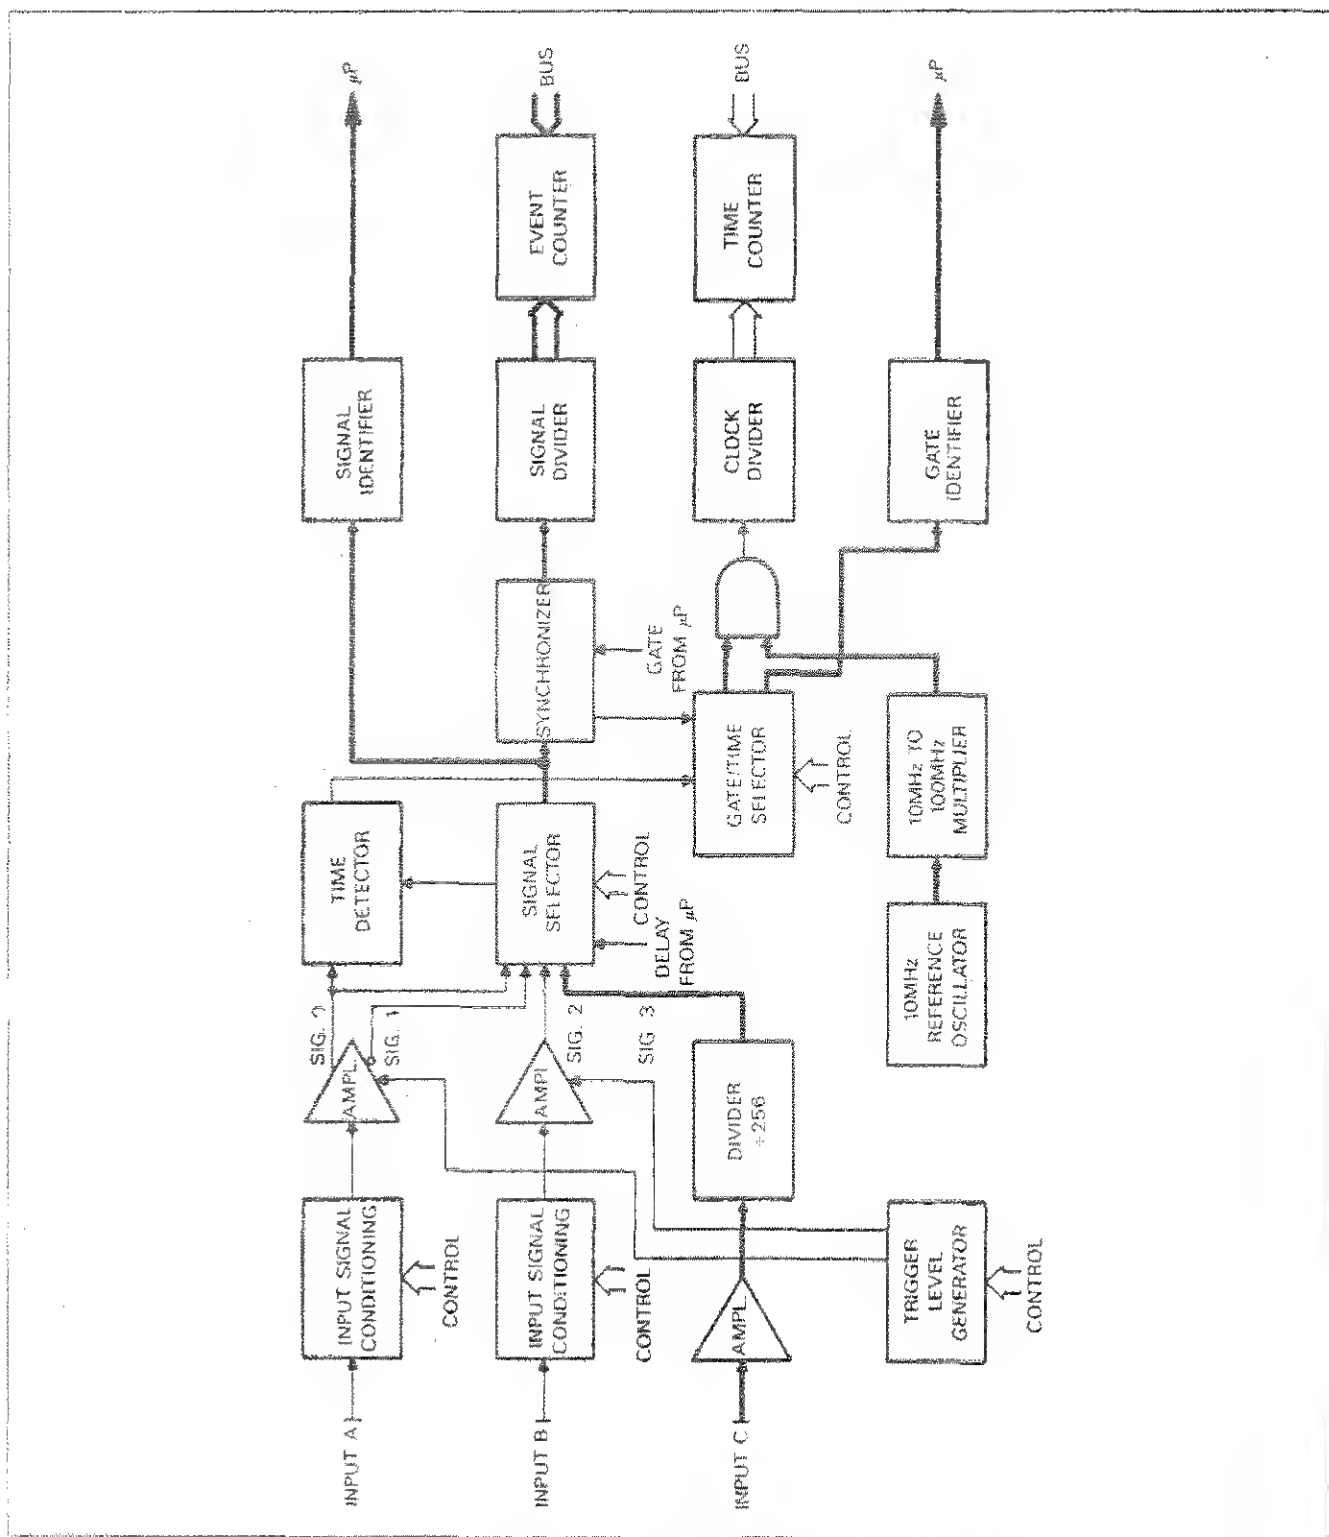 INPUT A
INPUT SIGNAL
CONDITIONING
CONTROL
AMPL.
SIG. 0
SIG. 1
TIME
DETECTOR
SIGNAL
IDENTIFIER
μP
INPUT B
INPUT SIGNAL
CONDITIONING
CONTROL
AMPL.
SIG. 2
SIG. 3
SIGNAL
SELECTOR
CONTROL
DELAY
FROM μP
SYNCHRONIZER
GATE
FROM μP
SIGNAL
DIVIDER
EVENT
COUNTER
BUS
INPUT C
AMPL.
DIVIDER
÷256
GATE/TIME
SELECTOR
CONTROL
CLOCK
DIVIDER
TIME
COUNTER
BUS
TRIGGER
LEVEL
GENERATOR
CONTROL
10MHz
REFERENCE
OSCILLATOR
10MHz TO
100MHz
MULTIPLIER
GATE
IDENTIFIER
μP